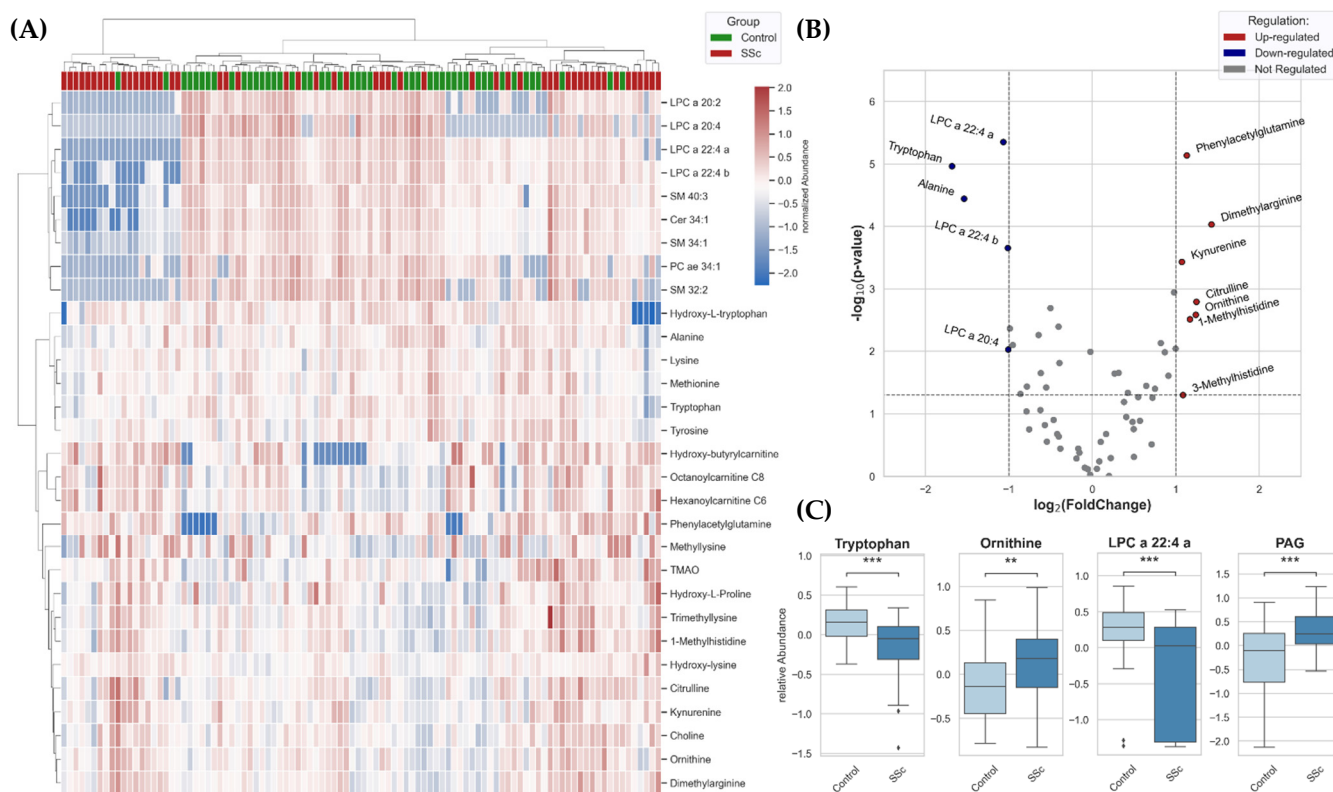 (A)
Group
Control
SSc
2.0
1.5
1.0
0.5
0.0
−0.5
−1.0
−1.5
−2.0
normalized Abundance
LPC a 20:2
LPC a 20:4
LPC a 22:4 a
LPC a 22:4 b
SM 40:3
Cer 34:1
SM 34:1
PC ae 34:1
SM 32:2
Hydroxy-L-tryptophan
Alanine
Lysine
Methionine
Tryptophan
Tyrosine
Hydroxy-butyrylcarnitine
Octanoylcarnitine C8
Hexanoylcarnitine C6
Phenylacetylglutamine
Methyllysine
TMAO
Hydroxy-L-Proline
Trimethyllysine
1-Methylhistidine
Hydroxy-lysine
Citrulline
Kynurenine
Choline
Ornithine
Dimethylarginine
(B)
Regulation:
Up-regulated
Down-regulated
Not Regulated
-log10(p-value)
6
5
4
3
2
1
0
LPC a 22:4 a
Phenylacetylglutamine
Tryptophan
Alanine
Dimethylarginine
LPC a 22:4 b
Kynurenine
Citrulline
Ornithine
1-Methylhistidine
LPC a 20:4
3-Methylhistidine
−2 −1 0 1 2
log2(FoldChange)
(C)
relative Abundance
Tryptophan
***
1.0
0.5
0.0
−0.5
−1.0
−1.5
Control SSc
Ornithine
**
1.0
0.5
0.0
−0.5
Control SSc
LPC a 22:4 a
***
1.0
0.5
0.0
−0.5
−1.0
Control SSc
PAG
***
1.5
1.0
0.5
0.0
−0.5
−1.0
−1.5
−2.0
Control SSc